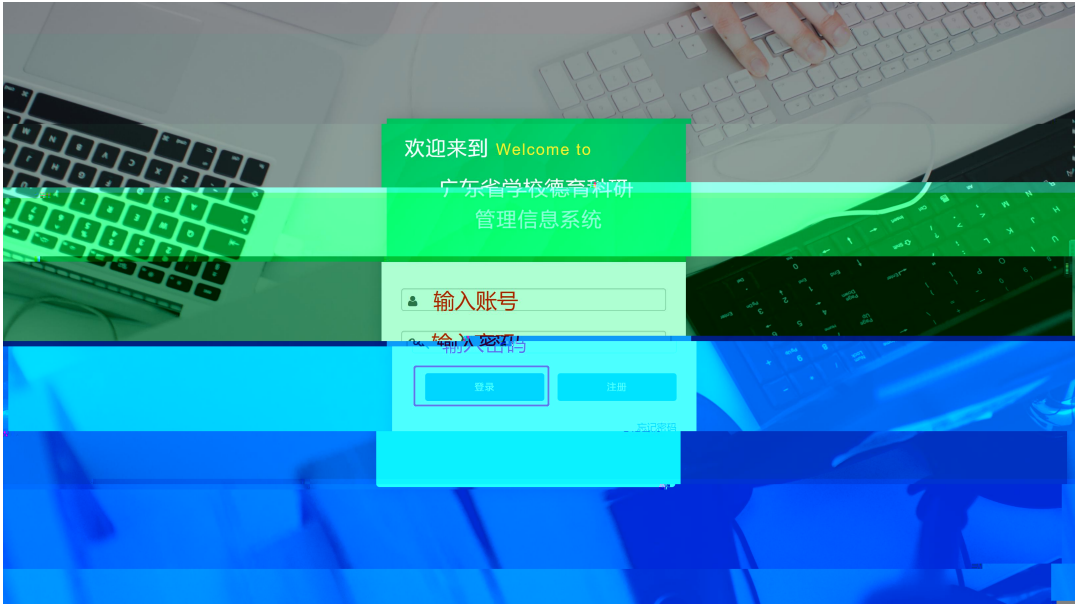 欢迎来到 Welcome to
广东省学校德育科研
管理信息系统
输入账号
输入密码
登录 注册
忘记密码